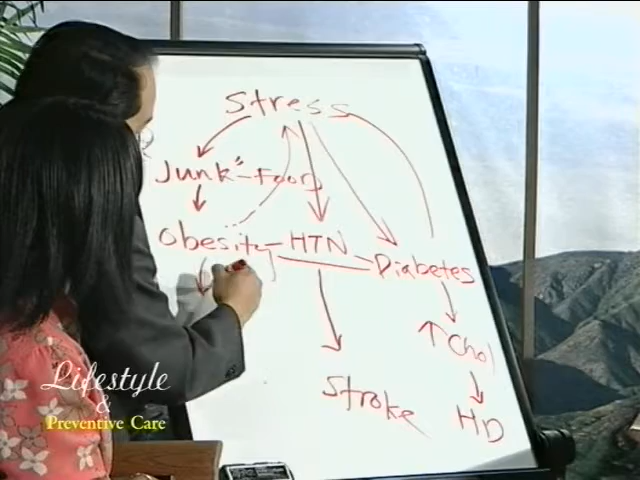 Stress
Junk"-Food
Obesity - HTN - Diabetes
↑ Chol
Stroke
HD
Lifestyle
&
Preventive Care